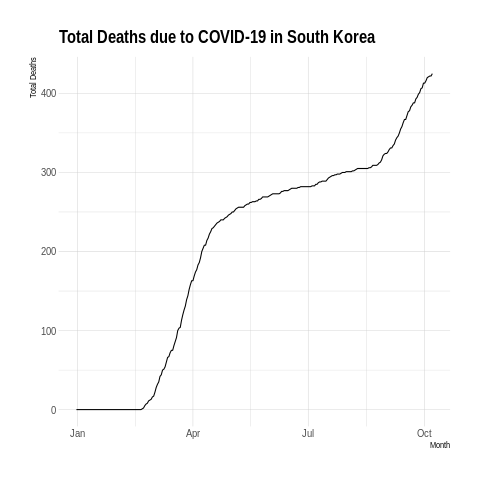 Total Deaths due to COVID-19 in South Korea
Total Deaths
400
300
200
100
0
Jan Apr Jul Oct
Month